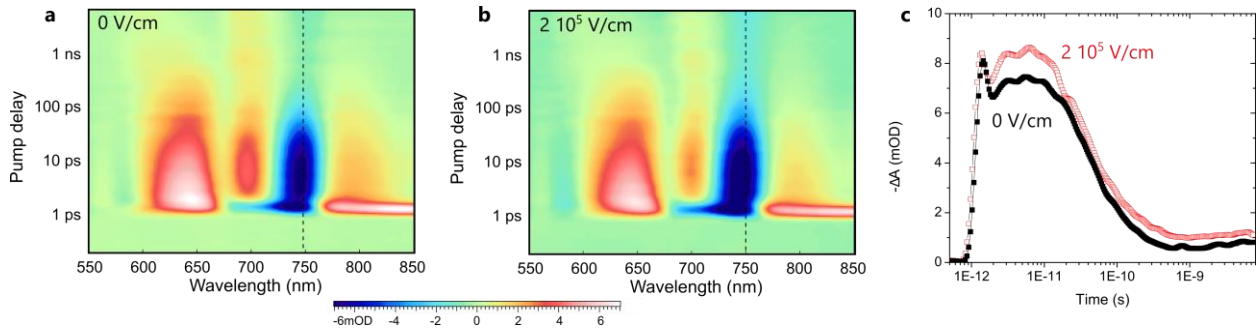 a
0 V/cm
Pump delay
1 ns
100 ps
10 ps
1 ps
550 600 650 700 750 800 850
Wavelength (nm)
b
2 10⁵ V/cm
Pump delay
1 ns
100 ps
10 ps
1 ps
550 600 650 700 750 800 850
Wavelength (nm)
-6mOD -4 -2 0 2 4 6
c
-ΔA (mOD)
10
8
6
4
2
0
2 10⁵ V/cm
0 V/cm
1E-12 1E-11 1E-10 1E-9
Time (s)